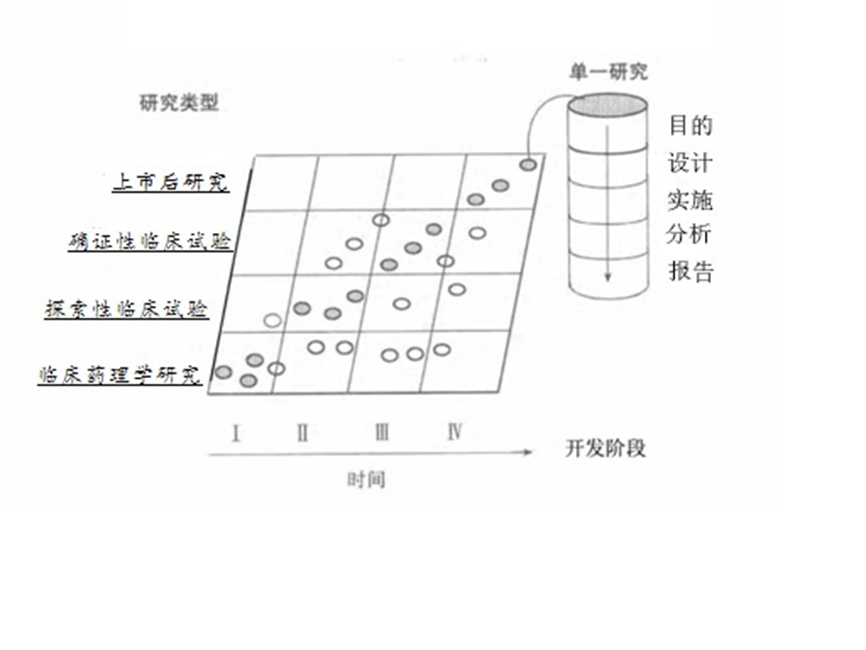 单一研究
研究类型
目的
设计
实施
分析
报告
上市后研究
确证性临床试验
探索性临床试验
临床药理学研究
I II III IV
开发阶段
时间